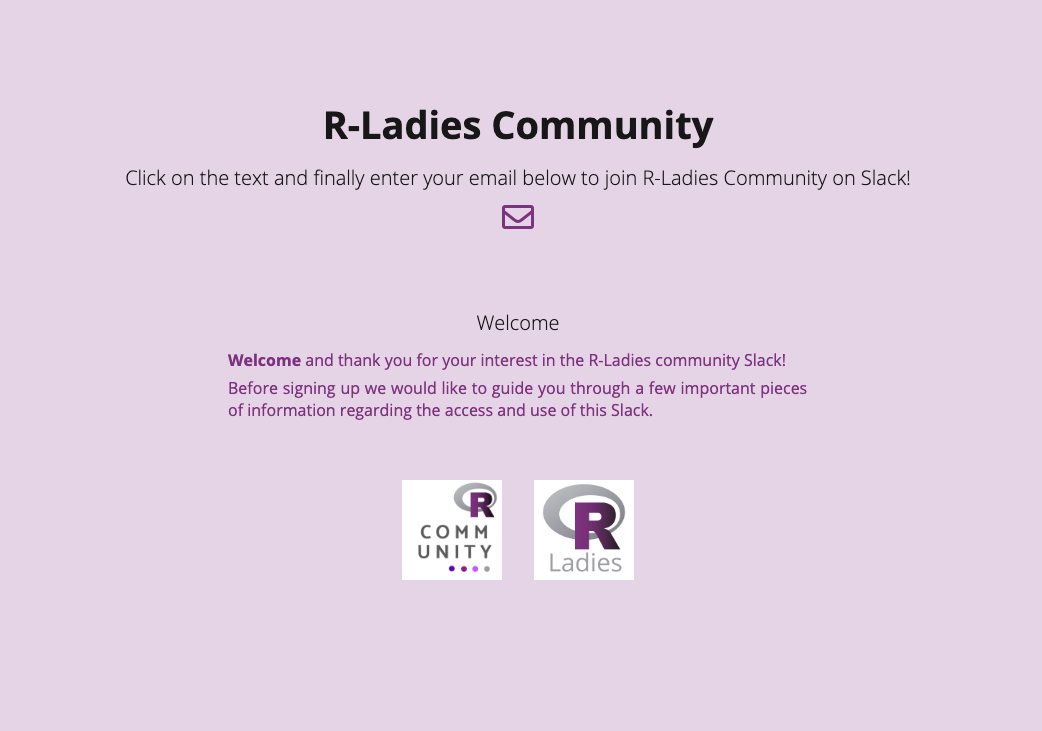 R-Ladies Community
Click on the text and finally enter your email below to join R-Ladies Community on Slack!
Welcome
Welcome and thank you for your interest in the R-Ladies community Slack!
Before signing up we would like to guide you through a few important pieces
of information regarding the access and use of this Slack.
R
COMM
UNITY
R
Ladies